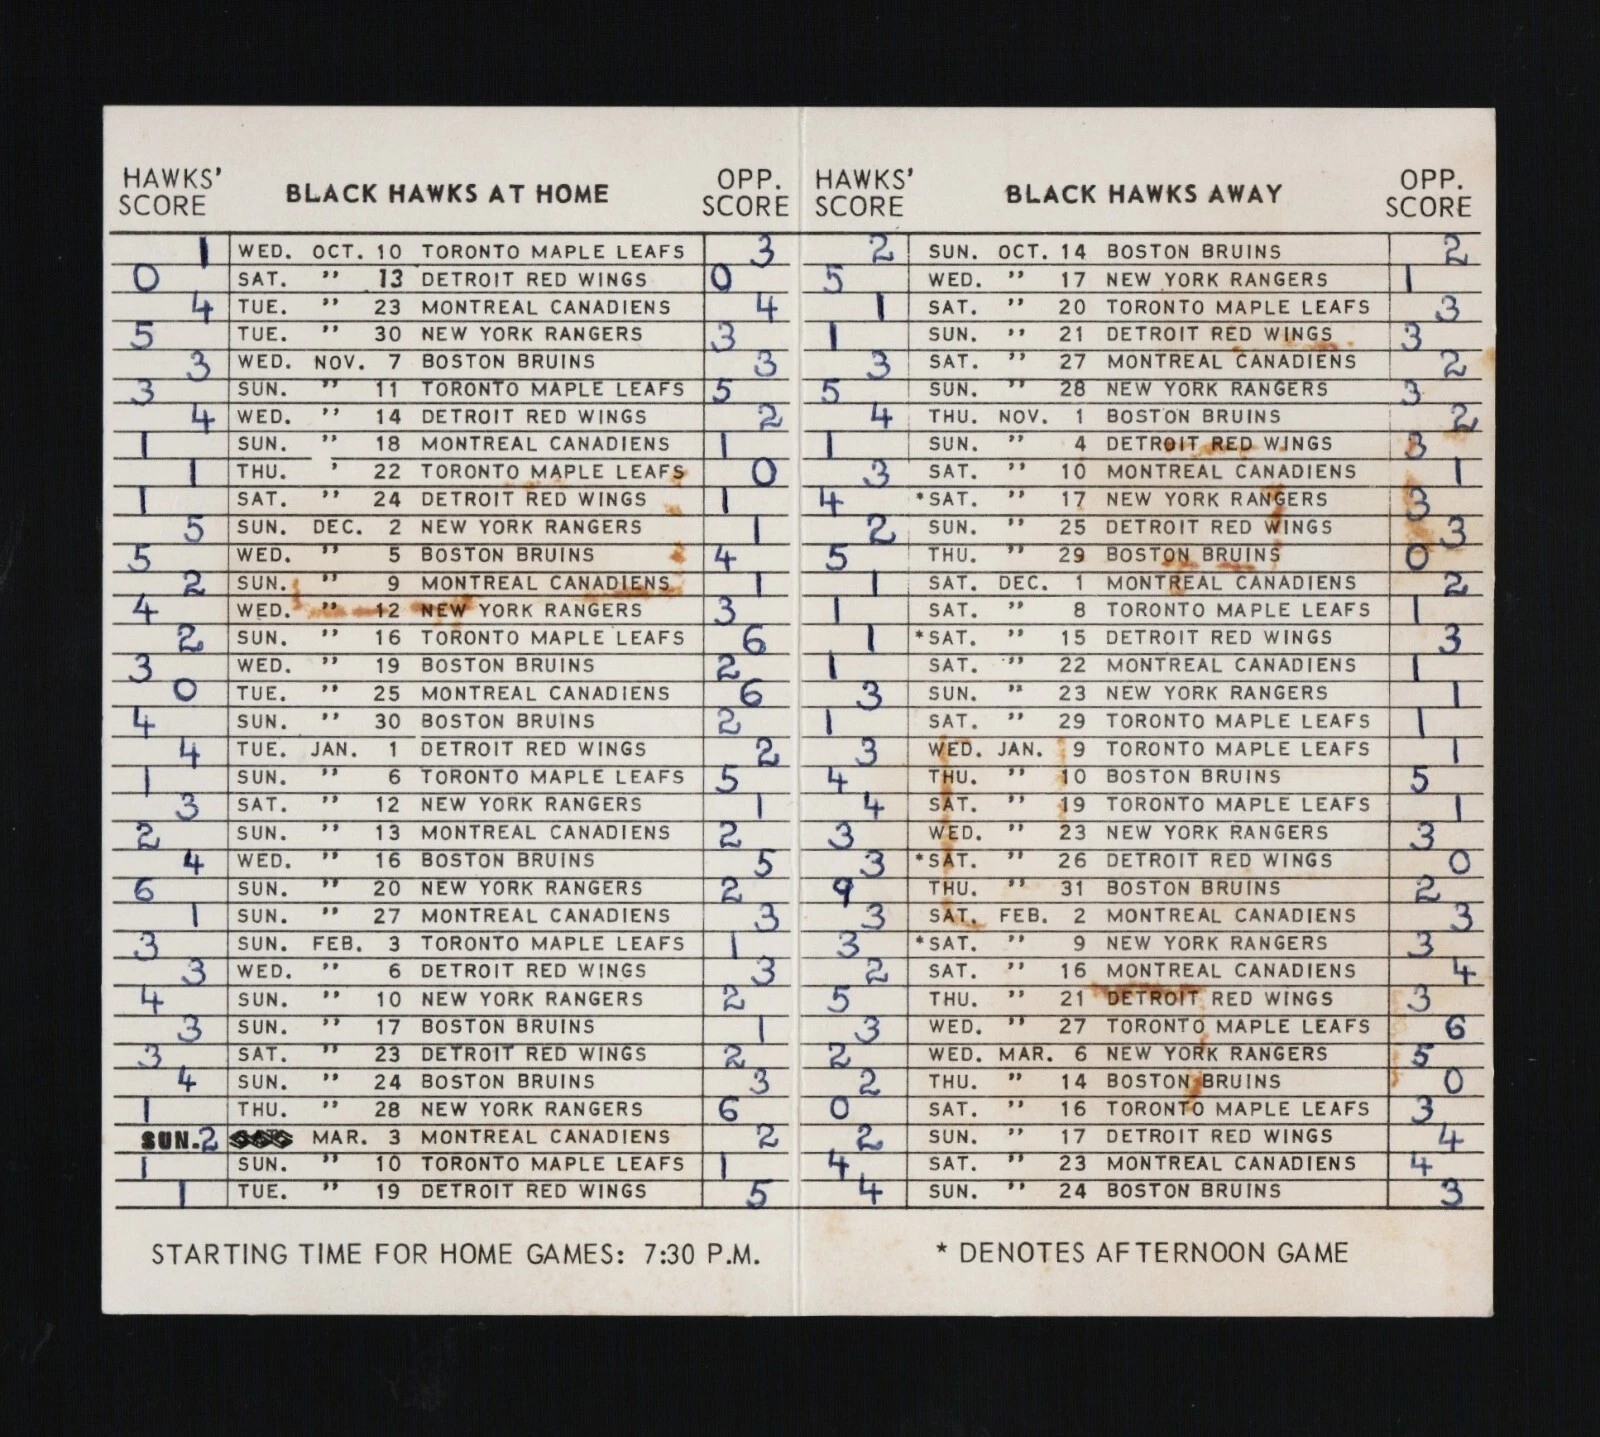 HAWKS' SCORE BLACK HAWKS AT HOME OPP. SCORE
1 WED. OCT. 10 TORONTO MAPLE LEAFS 3
0 SAT. ” 13 DETROIT RED WINGS 0
4 TUE. ” 23 MONTREAL CANADIENS 4
5 TUE. ” 30 NEW YORK RANGERS 3
3 WED. NOV. 7 BOSTON BRUINS 3
3 SUN. ” 11 TORONTO MAPLE LEAFS 5
4 WED. ” 14 DETROIT RED WINGS 2
1 SUN. ” 18 MONTREAL CANADIENS 1
1 THU. ' 22 TORONTO MAPLE LEAFS 0
1 SAT. ” 24 DETROIT RED WINGS 1
5 SUN. DEC. 2 NEW YORK RANGERS 1
5 WED. ” 5 BOSTON BRUINS 4
2 SUN. ” 9 MONTREAL CANADIENS 1
4 WED. ” 12 NEW YORK RANGERS 3
2 SUN. ” 16 TORONTO MAPLE LEAFS 6
3 WED. ” 19 BOSTON BRUINS 2
0 TUE. ” 25 MONTREAL CANADIENS 6
4 SUN. ” 30 BOSTON BRUINS 2
4 TUE. JAN. 1 DETROIT RED WINGS 2
1 SUN. ” 6 TORONTO MAPLE LEAFS 5
3 SAT. ” 12 NEW YORK RANGERS 1
2 SUN. ” 13 MONTREAL CANADIENS 2
4 WED. ” 16 BOSTON BRUINS 5
6 SUN. ” 20 NEW YORK RANGERS 2
1 SUN. ” 27 MONTREAL CANADIENS 3
3 SUN. FEB. 3 TORONTO MAPLE LEAFS 1
3 WED. ” 6 DETROIT RED WINGS 3
4 SUN. ” 10 NEW YORK RANGERS 2
3 SUN. ” 17 BOSTON BRUINS 1
3 SAT. ” 23 DETROIT RED WINGS 2
4 SUN. ” 24 BOSTON BRUINS 3
1 THU. ” 28 NEW YORK RANGERS 6
SUN. 2 MAR. 3 MONTREAL CANADIENS 2
1 SUN. ” 10 TORONTO MAPLE LEAFS 1
1 TUE. ” 19 DETROIT RED WINGS 5
STARTING TIME FOR HOME GAMES: 7:30 P.M.
HAWKS' SCORE BLACK HAWKS AWAY OPP. SCORE
2 SUN. OCT. 14 BOSTON BRUINS 2
5 WED. ” 17 NEW YORK RANGERS 1
1 SAT. ” 20 TORONTO MAPLE LEAFS 3
1 SUN. ” 21 DETROIT RED WINGS 3
3 SAT. ” 27 MONTREAL CANADIENS 2
5 SUN. ” 28 NEW YORK RANGERS 3
4 THU. NOV. 1 BOSTON BRUINS 2
1 SUN. ” 4 DETROIT RED WINGS 3
3 SAT. ” 10 MONTREAL CANADIENS 1
4 *SAT. ” 17 NEW YORK RANGERS 3
2 SUN. ” 25 DETROIT RED WINGS 3
5 THU. ” 29 BOSTON BRUINS 0
1 SAT. DEC. 1 MONTREAL CANADIENS 2
1 SAT. ” 8 TORONTO MAPLE LEAFS 1
1 *SAT. ” 15 DETROIT RED WINGS 3
1 SAT. ” 22 MONTREAL CANADIENS 1
3 SUN. ” 23 NEW YORK RANGERS 1
1 SAT. ” 29 TORONTO MAPLE LEAFS 1
3 WED. JAN. 9 TORONTO MAPLE LEAFS 1
4 THU. ” 10 BOSTON BRUINS 5
4 SAT. ” 19 TORONTO MAPLE LEAFS 1
3 WED. ” 23 NEW YORK RANGERS 3
3 *SAT. ” 26 DETROIT RED WINGS 0
9 THU. ” 31 BOSTON BRUINS 2
3 SAT. FEB. 2 MONTREAL CANADIENS 3
3 *SAT. ” 9 NEW YORK RANGERS 3
2 SAT. ” 16 MONTREAL CANADIENS 4
5 THU. ” 21 DETROIT RED WINGS 3
3 WED. ” 27 TORONTO MAPLE LEAFS 6
2 WED. MAR. 6 NEW YORK RANGERS 5
2 THU. ” 14 BOSTON BRUINS 0
0 SAT. ” 16 TORONTO MAPLE LEAFS 3
2 SUN. ” 17 DETROIT RED WINGS 4
4 SAT. ” 23 MONTREAL CANADIENS 4
4 SUN. ” 24 BOSTON BRUINS 3
* DENOTES AFTERNOON GAME